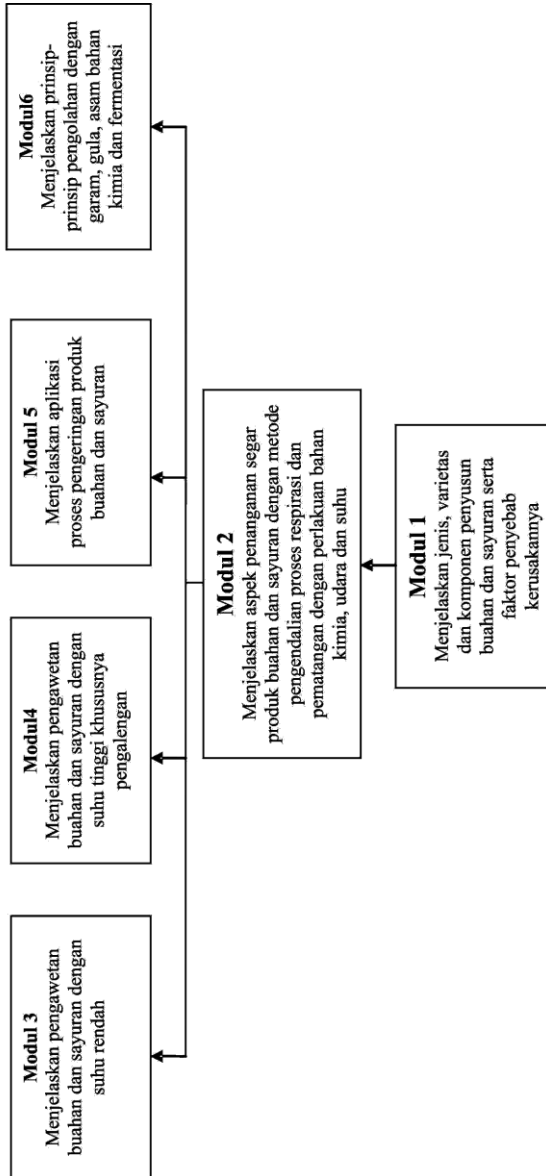 Modul 3
Menjelaskan pengawetan
buahan dan sayuran dengan
suhu rendah
Modul4
Menjelaskan pengawetan
buahan dan sayuran dengan
suhu tinggi khususnya
pengalengan
Modul 5
Menjelaskan aplikasi
proses pengeringan produk
buahan dan sayuran
Modul6
Menjelaskan prinsip-
prinsip pengolahan dengan
garam, gula, asam bahan
kimia dan fermentasi
Modul 2
Menjelaskan aspek penanganan segar
produk buahan dan sayuran dengan metode
pengendalian proses respirasi dan
pematangan dengan perlakuan bahan
kimia, udara dan suhu
Modul 1
Menjelaskan jenis, varietas
dan komponen penyusun
buahan dan sayuran serta
faktor penyebab
kerusakannya